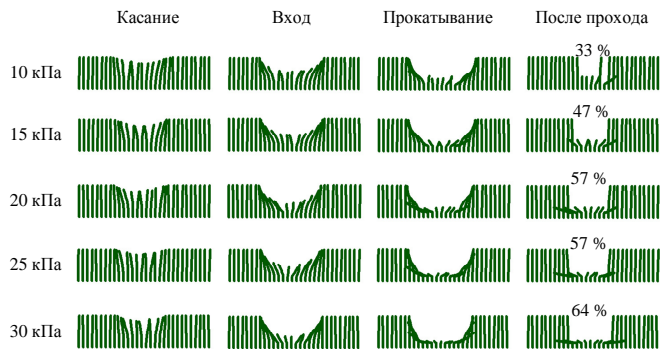 Касание Вход Прокатывание После прохода
10 кПа 33 %
15 кПа 47 %
20 кПа 57 %
25 кПа 57 %
30 кПа 64 %